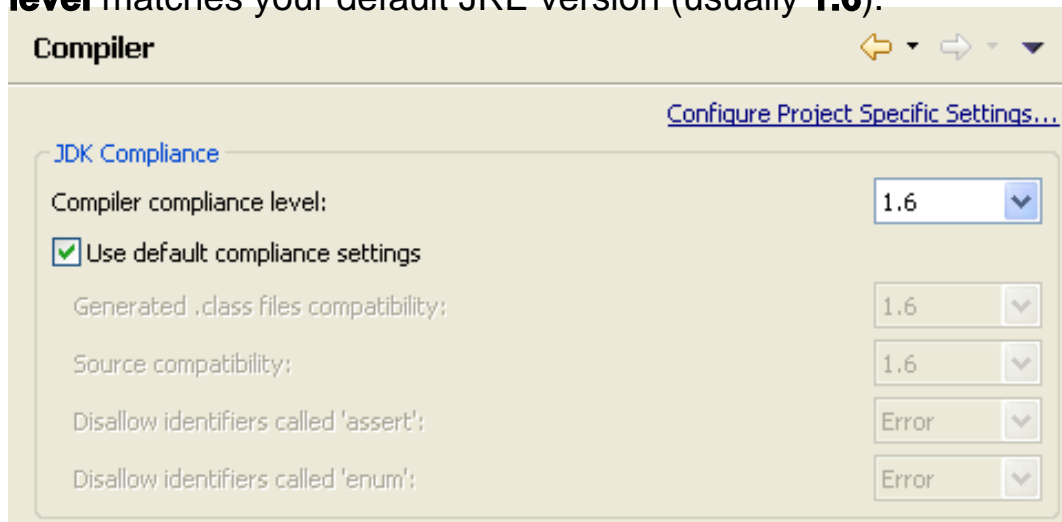 level matches your default JRE version (usually 1.6).
Compiler
Configure Project Specific Settings...
JDK Compliance
Compiler compliance level: 1.6
Use default compliance settings
Generated .class files compatibility: 1.6
Source compatibility: 1.6
Disallow identifiers called 'assert': Error
Disallow identifiers called 'enum': Error